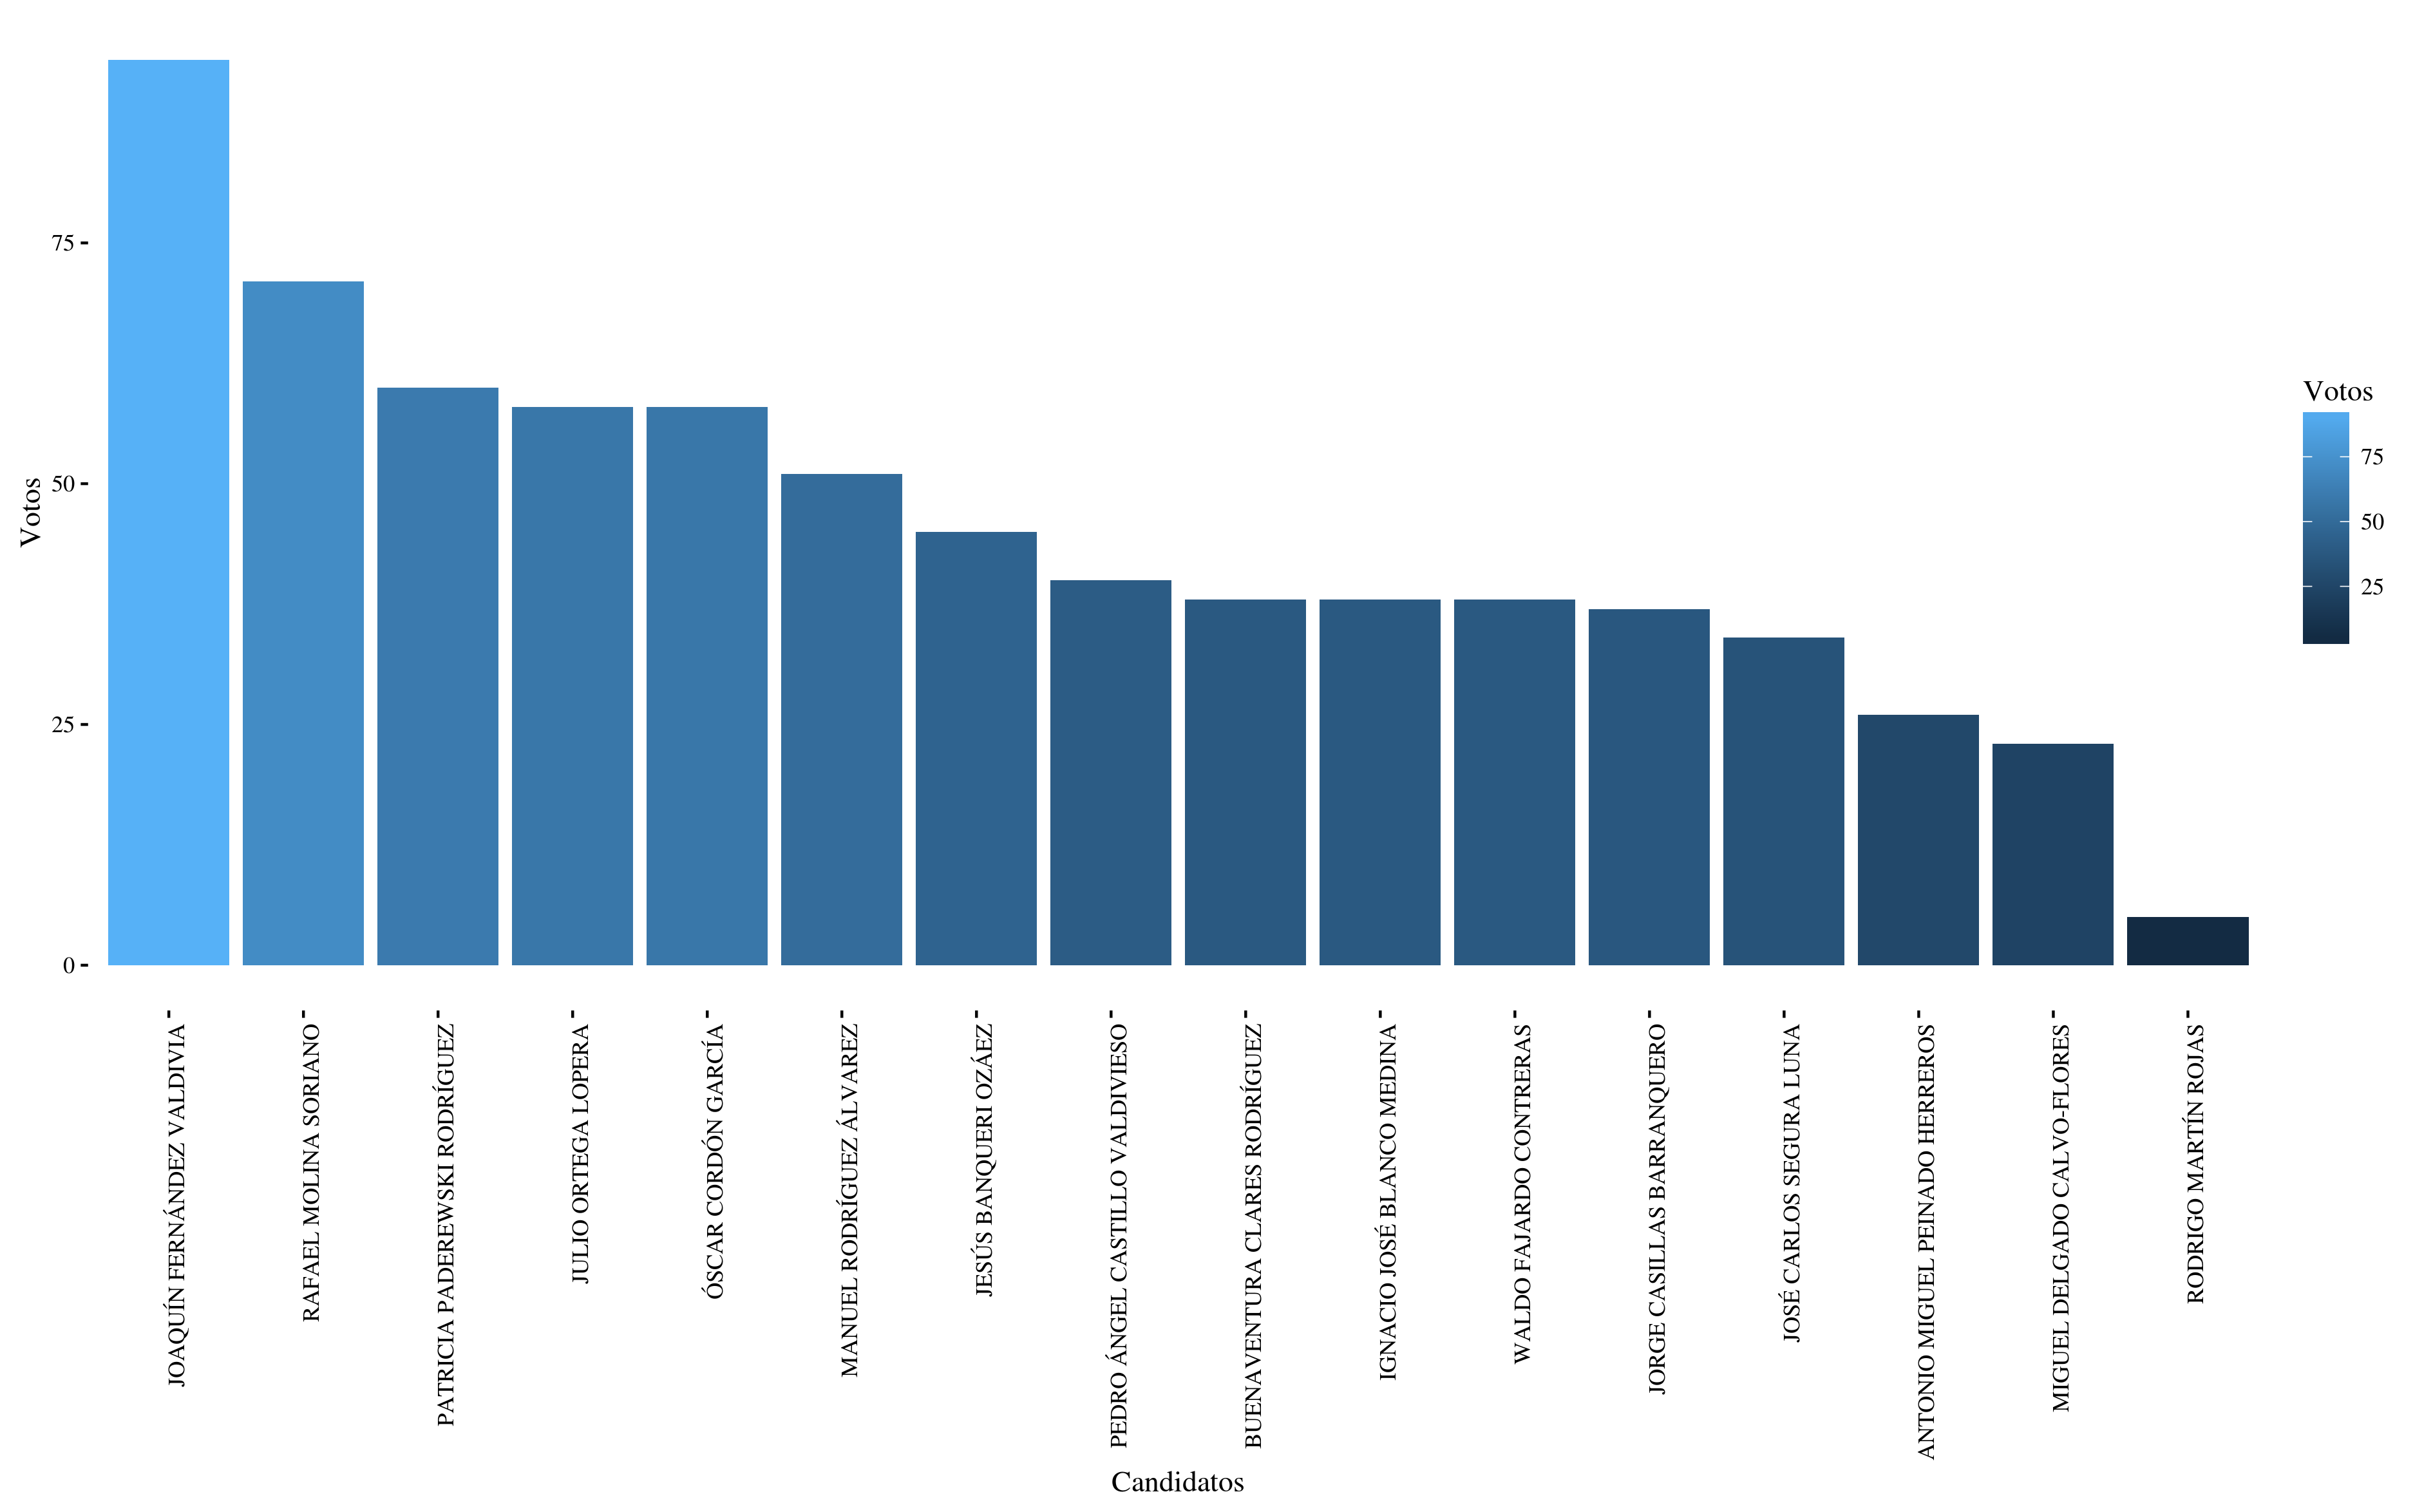 Votos
75
50
25
0
JOAQUÍN FERNÁNDEZ VALDIVIA
RAFAEL MOLINA SORIANO
PATRICIA PADEREWSKI RODRÍGUEZ
JULIO ORTEGA LOPERA
ÓSCAR CORDÓN GARCÍA
MANUEL RODRÍGUEZ ÁLVAREZ
JESÚS BANQUERI OZÁEZ
PEDRO ÁNGEL CASTILLO VALDIVIESO
BUENAVENTURA CLARES RODRÍGUEZ
IGNACIO JOSÉ BLANCO MEDINA
WALDO FAJARDO CONTRERAS
JORGE CASILLAS BARRANQUERO
JOSÉ CARLOS SEGURA LUNA
ANTONIO MIGUEL PEINADO HERREROS
MIGUEL DELGADO CALVO-FLORES
RODRIGO MARTÍN ROJAS
Candidatos
Votos
75
50
25